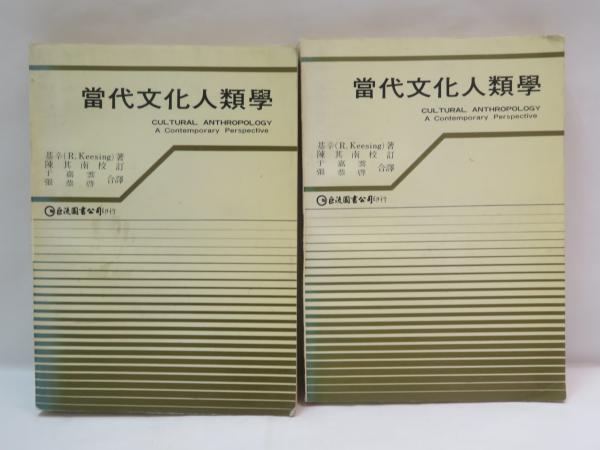 當代文化人類學
CULTURAL ANTHROPOLOGY
A Contemporary Perspective
基辛(R. Keesing)著
陳其南校訂
于嘉雲
張恭啓 合譯
巨流圖書公司印行
當代文化人類學
CULTURAL ANTHROPOLOGY
A Contemporary Perspective
基辛(R. Keesing)著
陳其南校訂
于嘉雲
張恭啓 合譯
巨流圖書公司印行